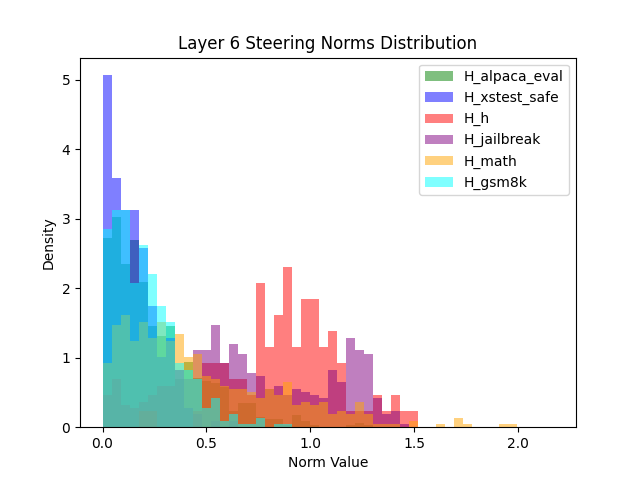 Layer 6 Steering Norms Distribution
H_alpaca_eval
H_xstest_safe
H_h
H_jailbreak
H_math
H_gsm8k
Density
5
4
3
2
1
0
0.0
0.5
1.0
1.5
2.0
Norm Value